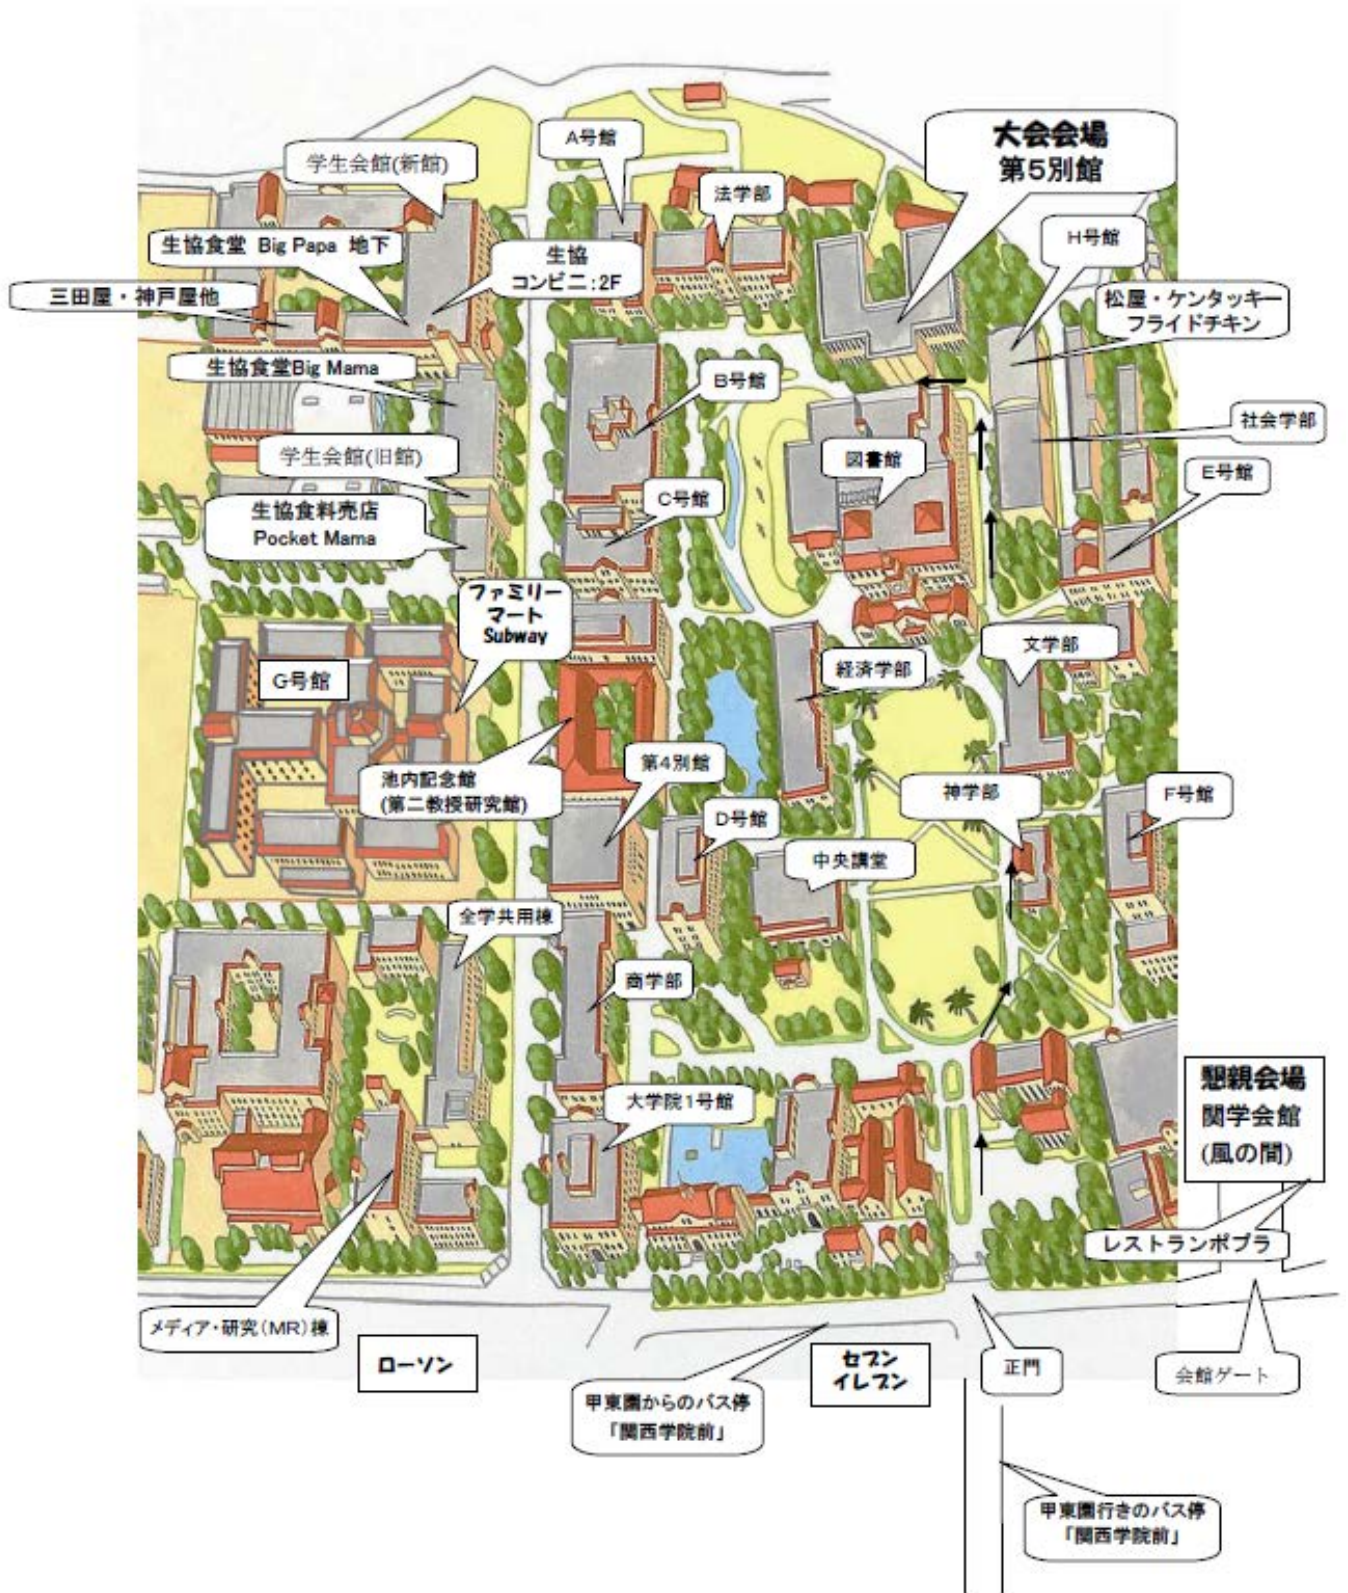 大会会場
第5別館
A号館
学生会館(新館)
法学部
H号館
生協食堂 Big Papa 地下
生協
コンビニ:2F
三田屋・神戸屋他
松屋・ケンタッキー
フライドチキン
生協食堂Big Mama
B号館
社会学部
学生会館(旧館)
図書館
E号館
C号館
生協食料売店
Pocket Mama
ファミリー
マート
Subway
文学部
経済学部
G号館
池内記念館
(第二教授研究館)
第4別館
神学部
F号館
D号館
中央講堂
全学共用棟
商学部
大学院1号館
懇親会場
関学会館
(風の間)
レストランポプラ
メディア・研究(MR)棟
ローソン
セブン
イレブン
正門
会館ゲート
甲東園からのバス停
「関西学院前」
甲東園行きのバス停
「関西学院前」